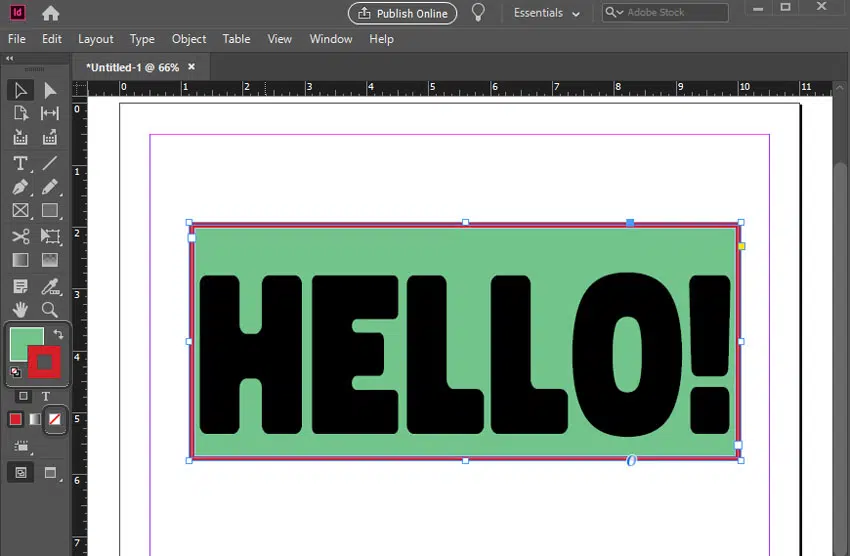 Id Publish Online Essentials Adobe Stock
File Edit Layout Type Object Table View Window Help
*Untitled-1 @ 66% ×
0 1 2 3 4 5 6 7 8 9 10 11
0
1
2
3
4
5
6
7
HELLO!
T
T